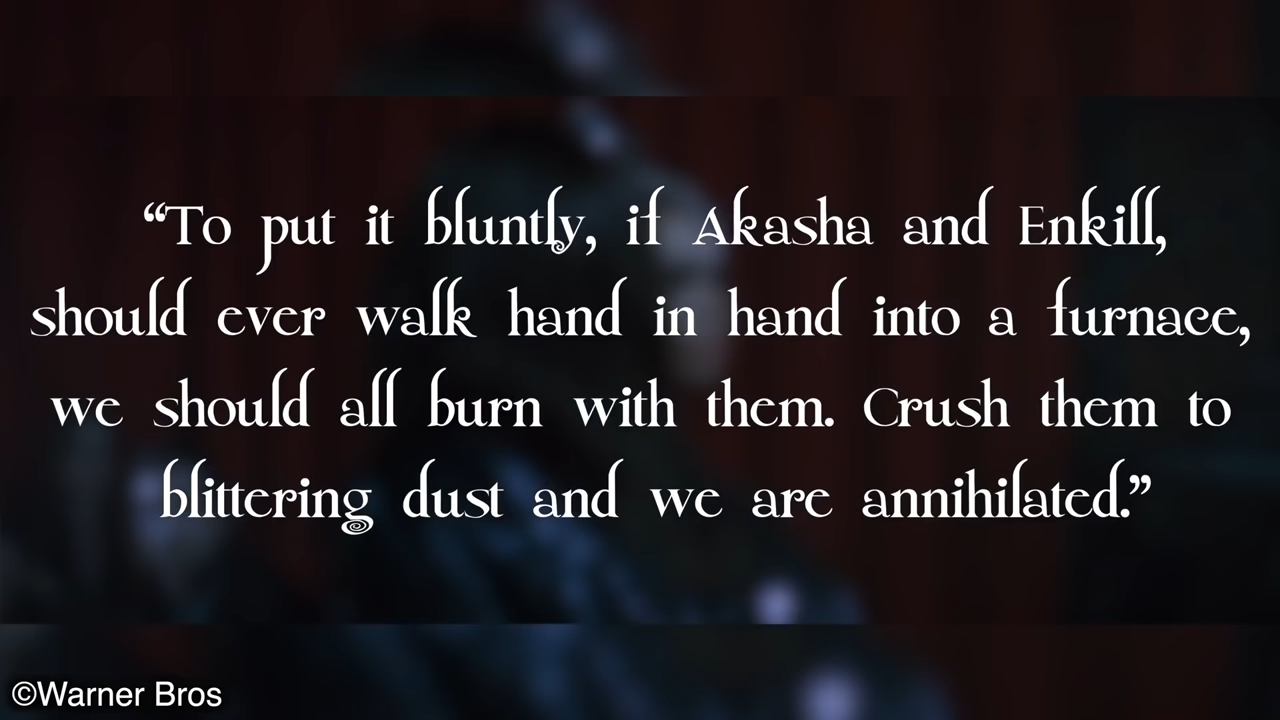 “To put it bluntly, if Akasha and Enkill,
should ever walk hand in hand into a furnace,
we should all burn with them. Crush them to
blittering dust and we are annihilated.”
©Warner Bros